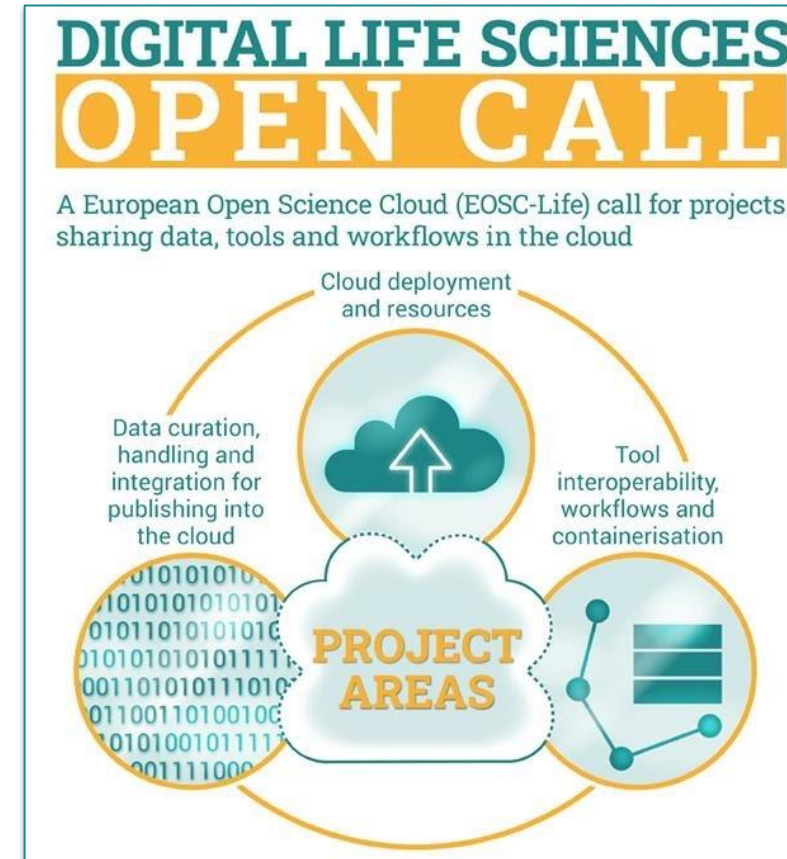 DIGITAL LIFE SCIENCES
OPEN CALL
A European Open Science Cloud (EOSC-Life) call for projects
sharing data, tools and workflows in the cloud
Cloud deployment
and resources
Data curation,
handling and
integration for
publishing into
the cloud
Tool
interoperability,
workflows and
containerisation
PROJECT
AREAS